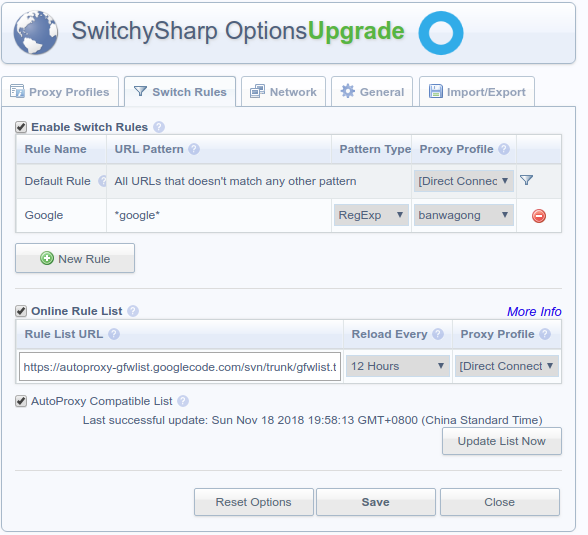 SwitchySharp OptionsUpgrade
Proxy Profiles Switch Rules Network General Import/Export
Enable Switch Rules ?
Rule Name URL Pattern ? Pattern Type Proxy Profile ?
Default Rule ? All URLs that doesn't match any other pattern [Direct Connec
Google *google* RegExp banwagong
New Rule
Online Rule List ? More Info
Rule List URL ? Reload Every ? Proxy Profile ?
https://autoproxy-gfwlist.googlecode.com/svn/trunk/gfwlist.t 12 Hours [Direct Connect
AutoProxy Compatible List ?
Last successful update: Sun Nov 18 2018 19:58:13 GMT+0800 (China Standard Time)
Update List Now
Reset Options Save Close